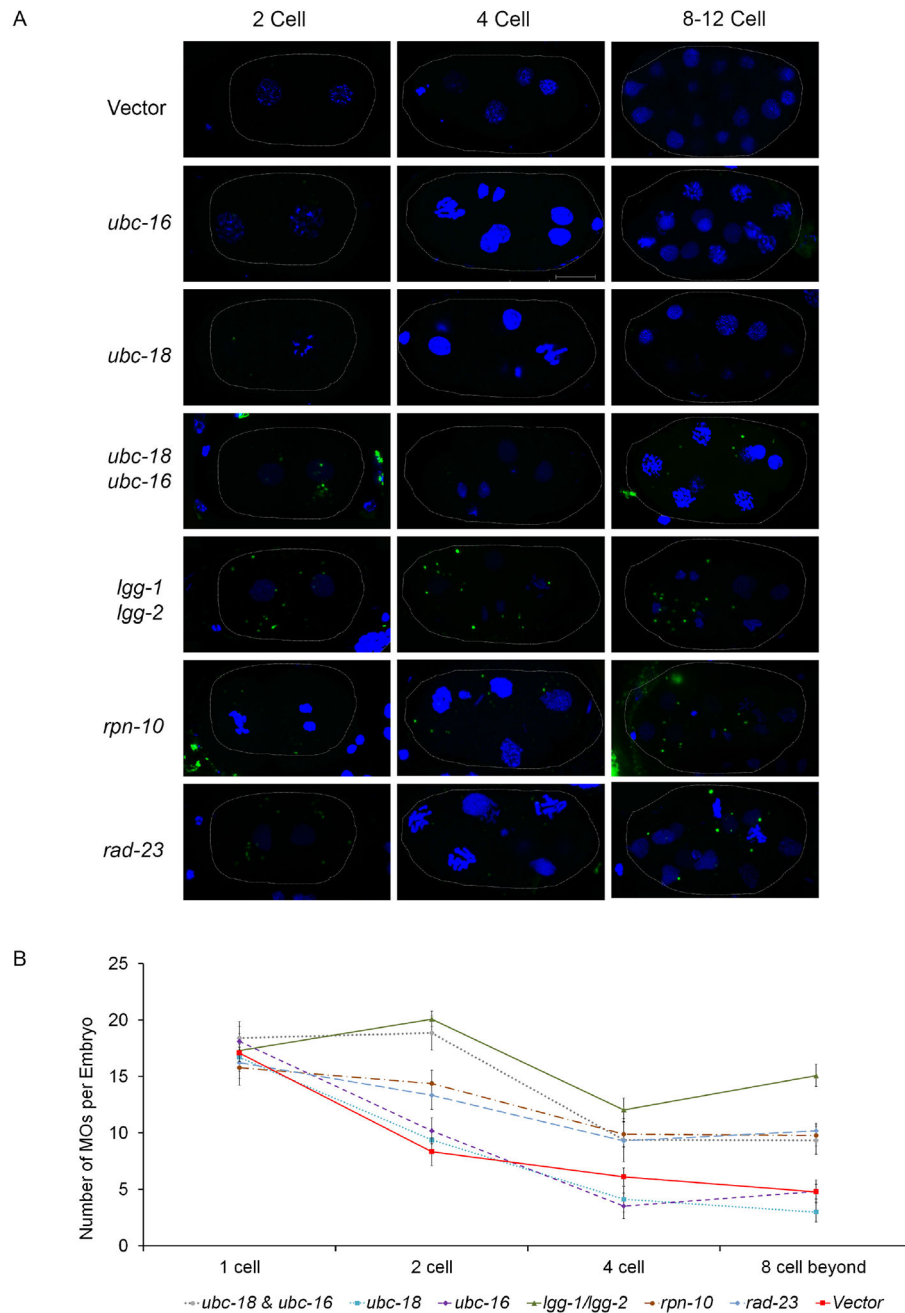 A
2 Cell 4 Cell 8-12 Cell
Vector
ubc-16
ubc-18
ubc-18
ubc-16
lgg-1
lgg-2
rpn-10
rad-23
B
Number of MOs per Embryo
25
20
15
10
5
0
1 cell 2 cell 4 cell 8 cell beyond
ubc-18 & ubc-16 ubc-18 ubc-16 lgg-1/lgg-2 rpn-10 rad-23 Vector